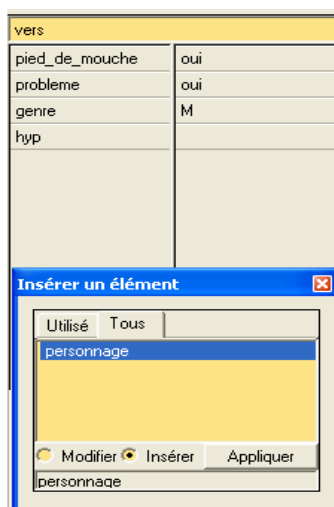 vers
pied_de_mouche oui
probleme oui
genre M
hyp
Insérer un élément
Utilisé Tous
personnage
Modifier Insérer Appliquer
personnage